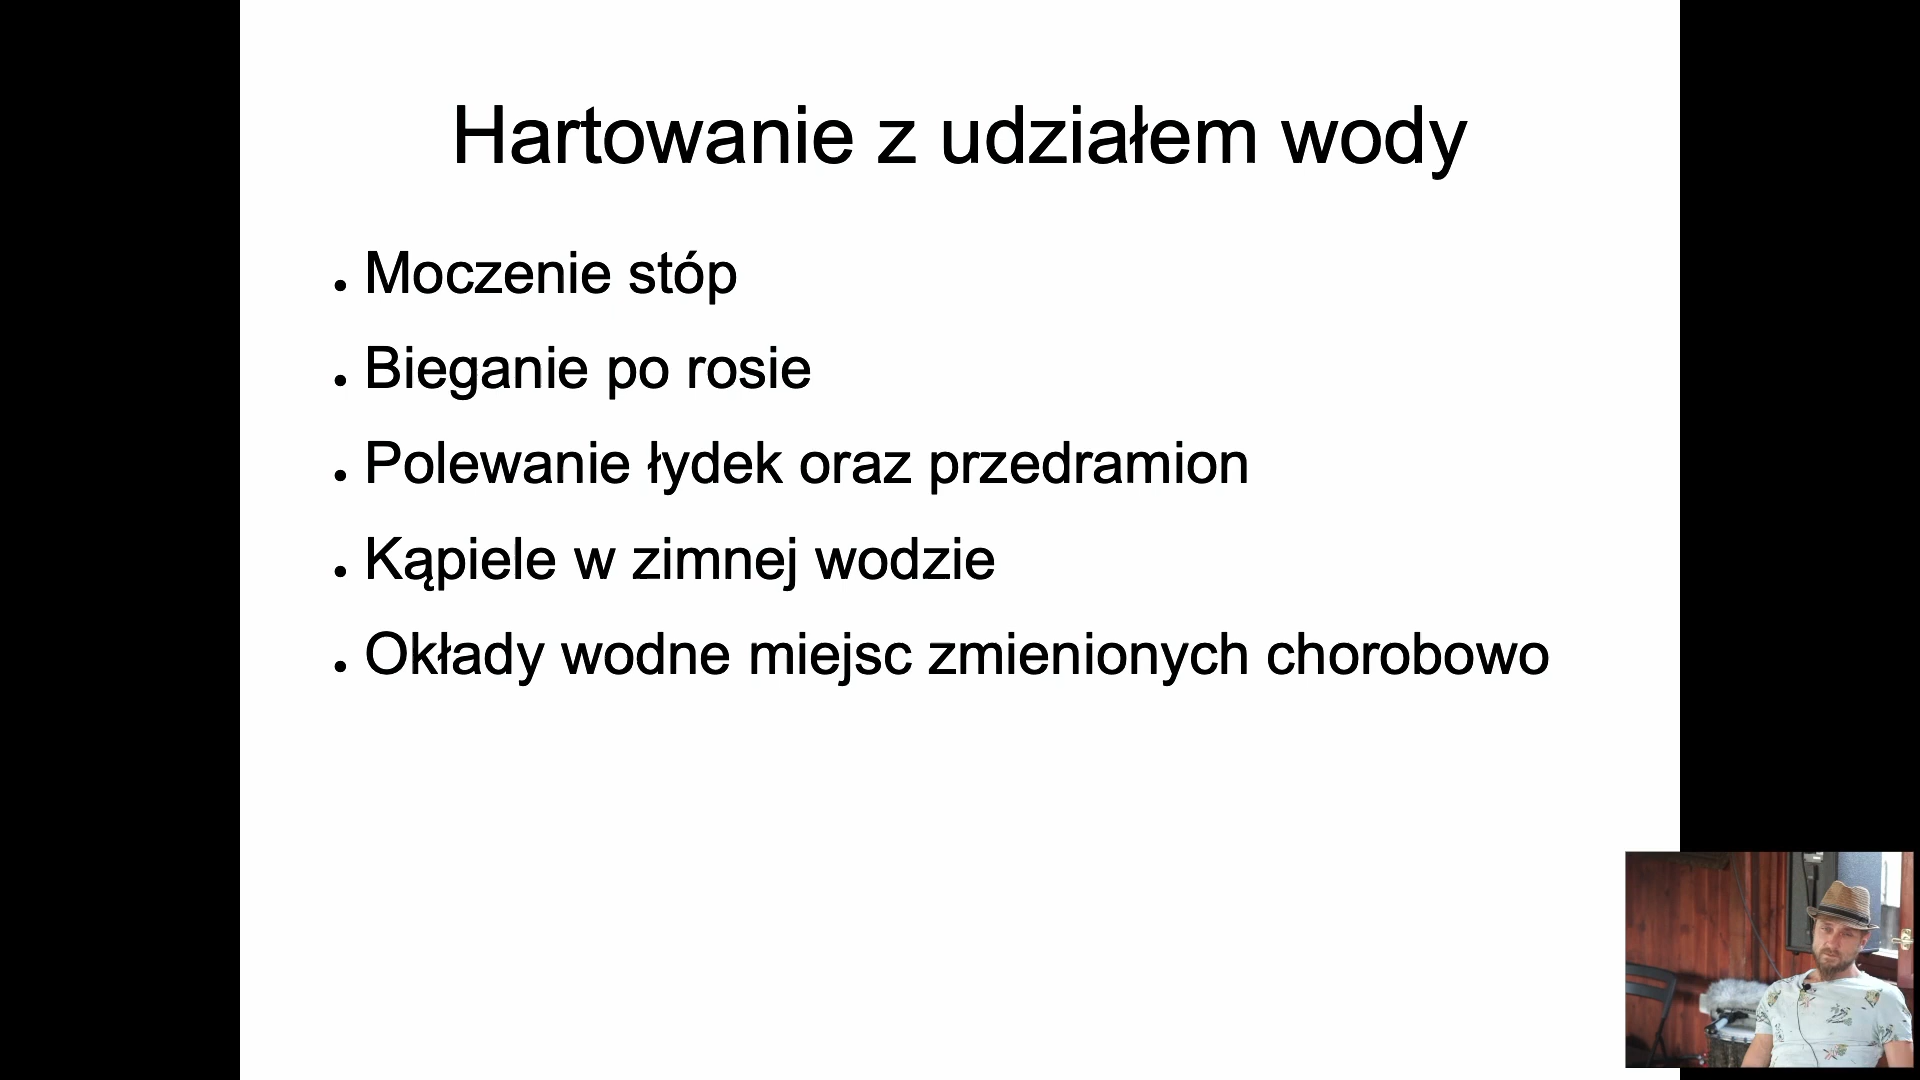 Hartowanie z udziałem wody
● Moczenie stóp
● Bieganie po rosie
● Polewanie łydek oraz przedramion
● Kąpiele w zimnej wodzie
● Okłady wodne miejsc zmienionych chorobowo